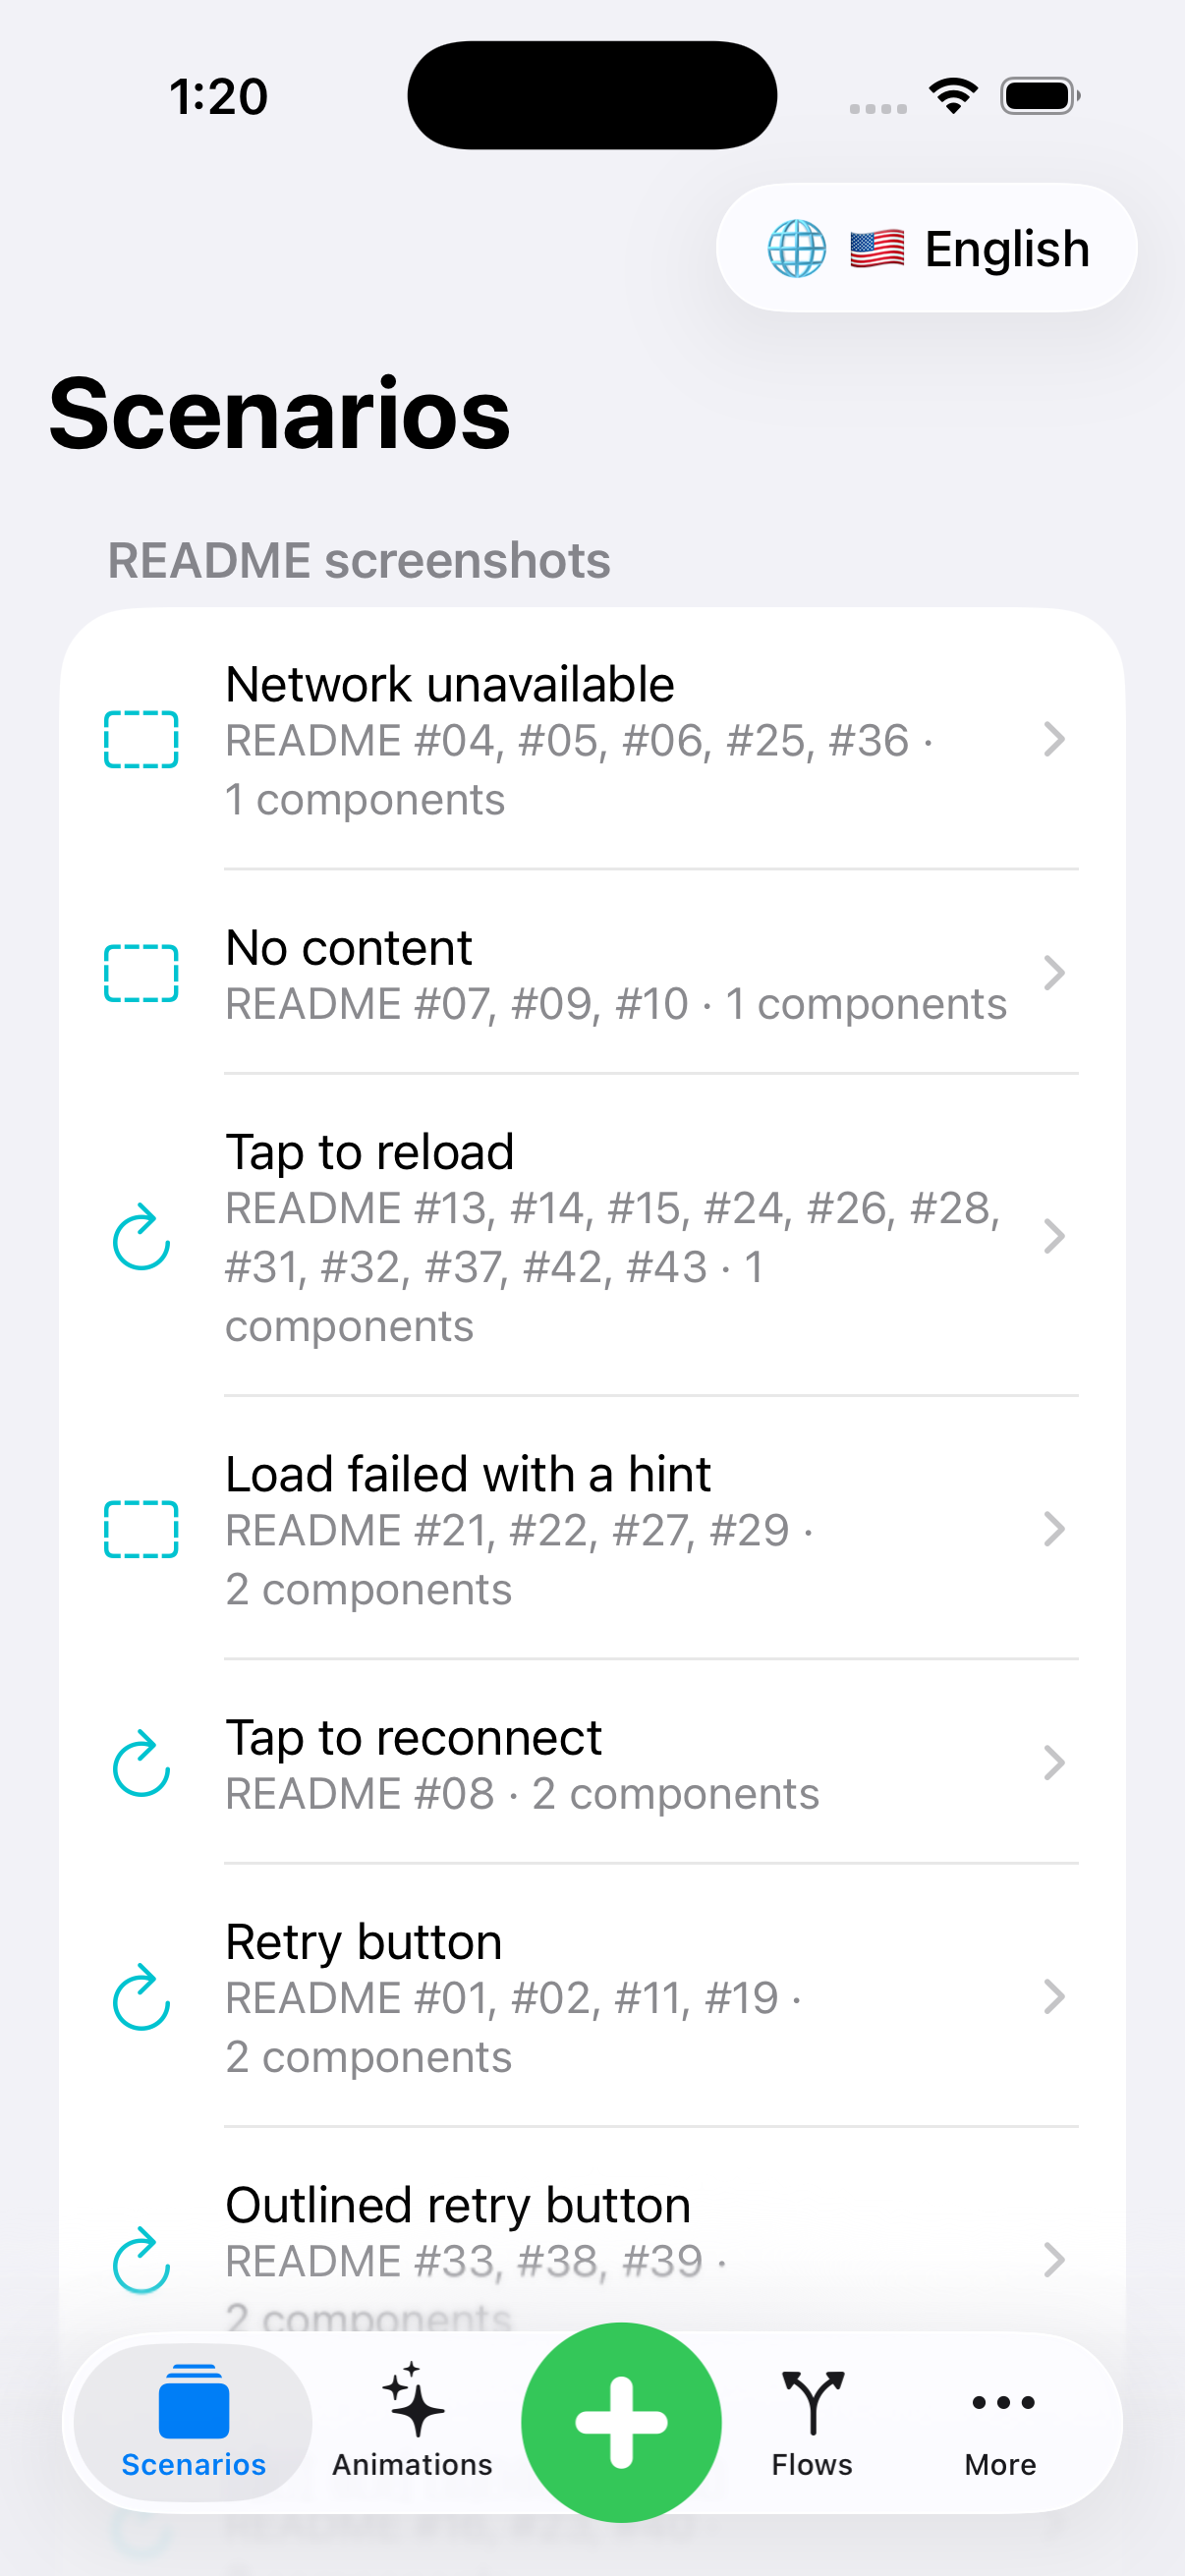 1:20
English
Scenarios
README screenshots
Network unavailable
README #04, #05, #06, #25, #36 ·
1 components
No content
README #07, #09, #10 · 1 components
Tap to reload
README #13, #14, #15, #24, #26, #28,
#31, #32, #37, #42, #43 · 1
components
Load failed with a hint
README #21, #22, #27, #29 ·
2 components
Tap to reconnect
README #08 · 2 components
Retry button
README #01, #02, #11, #19 ·
2 components
Outlined retry button
README #33, #38, #39 ·
2 components
Scenarios
Animations
Flows
More